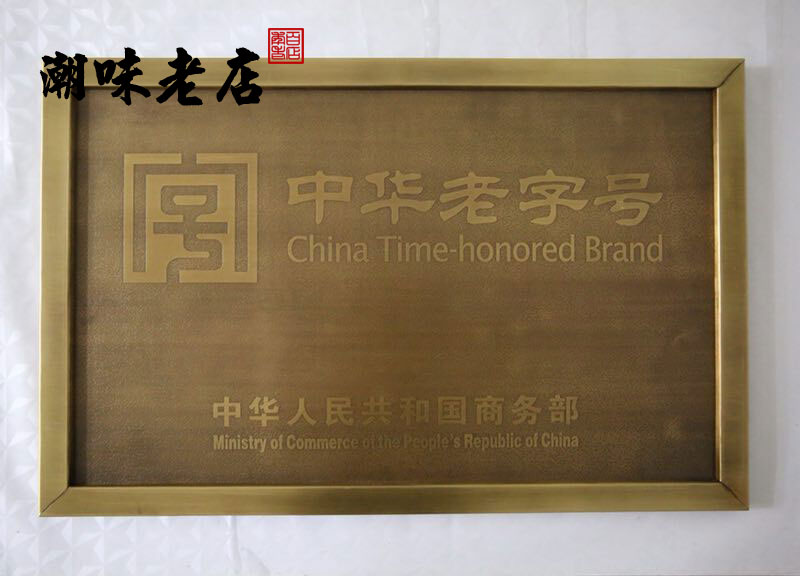 潮味老店
中华老字号
China Time-honored Brand
中华人民共和国商务部
Ministry of Commerce of the People's Republic of China